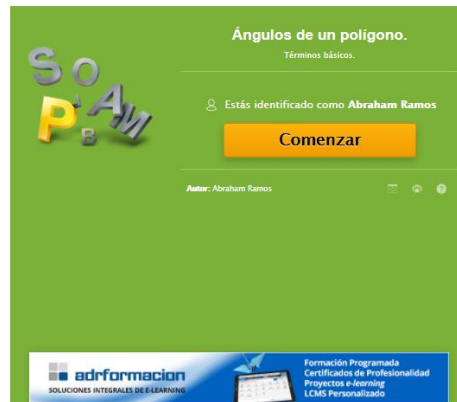 Ángulos de un polígono.
Términos básicos.
S O P A M B
Estás identificado como Abraham Ramos
Comenzar
Autor: Abraham Ramos
adrformacion
SOLUCIONES INTEGRALES DE E-LEARNING
Formación Programada
Certificados de Profesionalidad
Proyectos e-learning
LCMS Personalizado